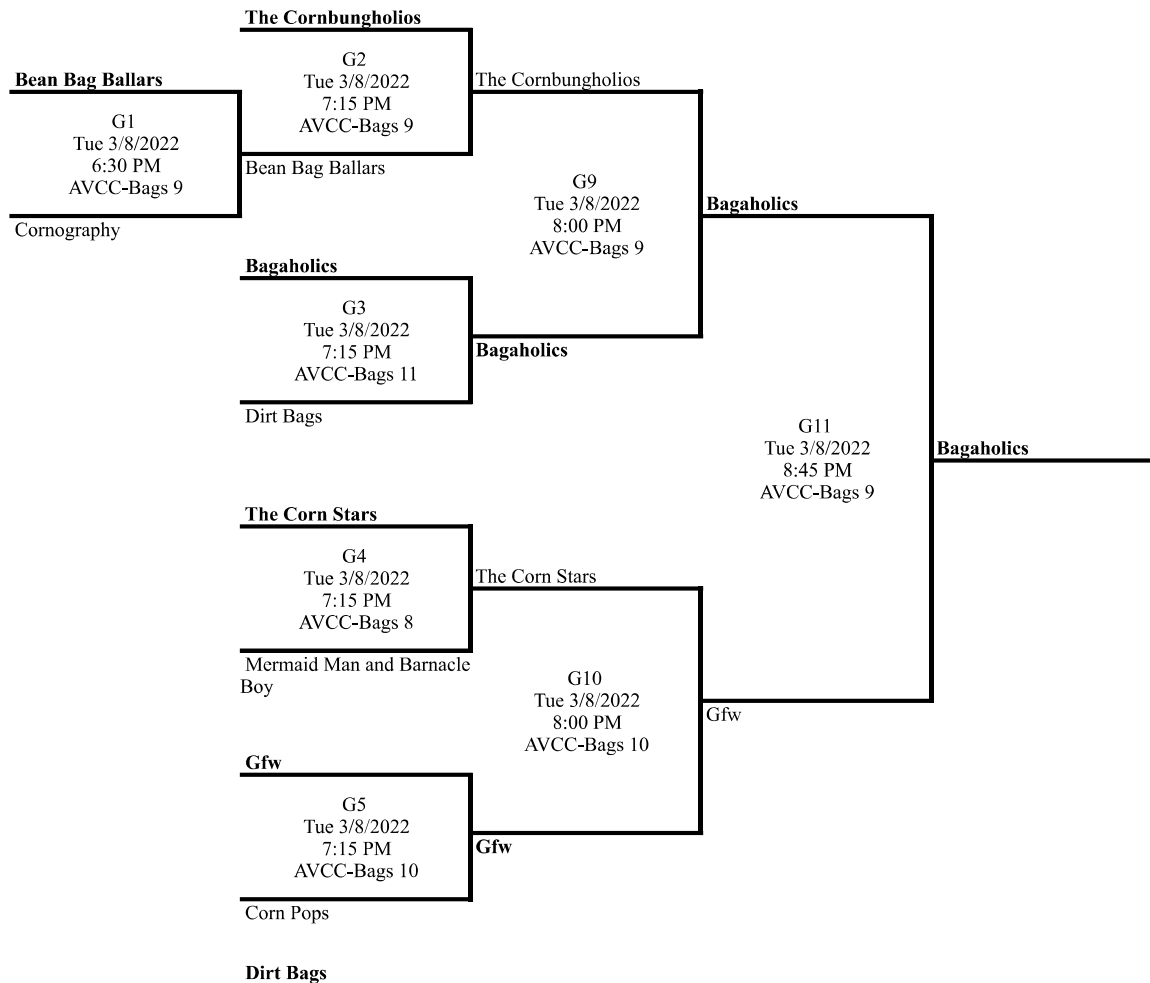 The Cornbungholios
G2
Tue 3/8/2022
7:15 PM
AVCC-Bags 9
Bean Bag Ballars
The Cornbungholios
G1
Tue 3/8/2022
6:30 PM
AVCC-Bags 9
Bean Bag Ballars
Cornography
G9
Tue 3/8/2022
8:00 PM
AVCC-Bags 9
Bagaholics
Bagaholics
G3
Tue 3/8/2022
7:15 PM
AVCC-Bags 11
Bagaholics
Dirt Bags
G11
Tue 3/8/2022
8:45 PM
AVCC-Bags 9
Bagaholics
The Corn Stars
G4
Tue 3/8/2022
7:15 PM
AVCC-Bags 8
The Corn Stars
Mermaid Man and Barnacle
Boy
G10
Tue 3/8/2022
8:00 PM
AVCC-Bags 10
Gfw
Gfw
G5
Tue 3/8/2022
7:15 PM
AVCC-Bags 10
Gfw
Corn Pops
Dirt Bags